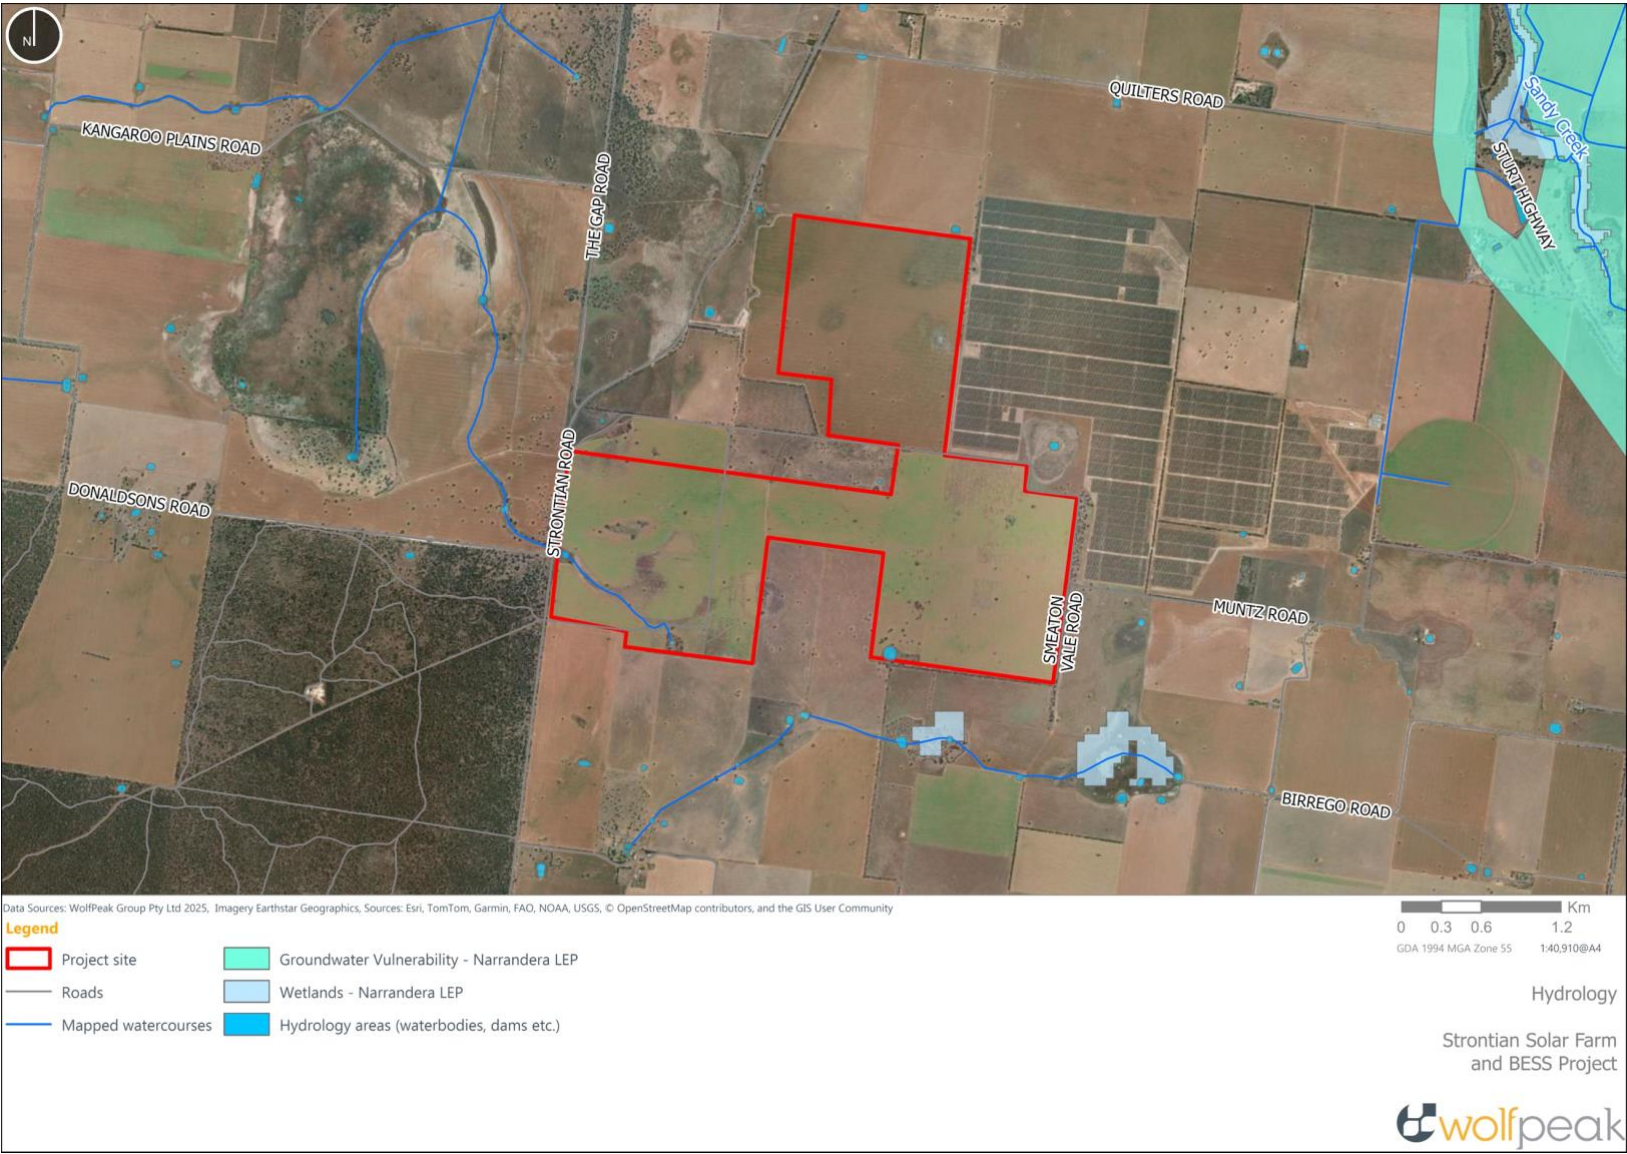 N
QUILTERS ROAD
Sandy Creek
KANGAROO PLAINS ROAD
THE GAP ROAD
STURT HIGHWAY
STRONTIAN ROAD
DONALDSONS ROAD
SMEATON
VALE ROAD
MUNTZ ROAD
BIRREGO ROAD
Data Sources: WolfPeak Group Pty Ltd 2025, Imagery Earthstar Geographics, Sources: Esri, TomTom, Garmin, FAO, NOAA, USGS, © OpenStreetMap contributors, and the GIS User Community
Legend
Project site
Roads
Mapped watercourses
Groundwater Vulnerability - Narrandera LEP
Wetlands - Narrandera LEP
Hydrology areas (waterbodies, dams etc.)
Km
0 0.3 0.6 1.2
GDA 1994 MGA Zone 55 1:40,910@A4
Hydrology
Strontian Solar Farm
and BESS Project
wolfpeak